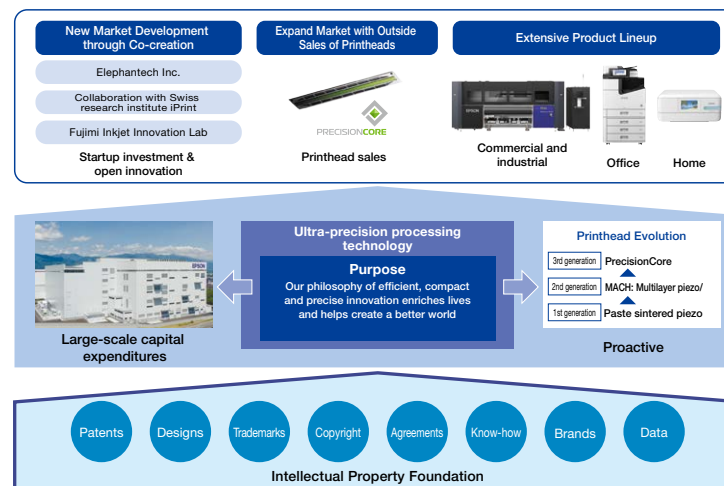 New Market Development
through Co-creation
Elephantech Inc.
Collaboration with Swiss
research institute iPrint
Fujimi Inkjet Innovation Lab
Startup investment &
open innovation
Expand Market with Outside
Sales of Printheads
PRECISIONCORE
Printhead sales
Extensive Product Lineup
Commercial and
industrial
Office
Home
EPSON
Large-scale capital
expenditures
Ultra-precision processing
technology
Purpose
Our philosophy of efficient, compact
and precise innovation enriches lives
and helps create a better world
Printhead Evolution
3rd generation PrecisionCore
2nd generation MACH: Multilayer piezo/
1st generation Paste sintered piezo
Proactive
Patents
Designs
Trademarks
Copyright
Agreements
Know-how
Brands
Data
Intellectual Property Foundation